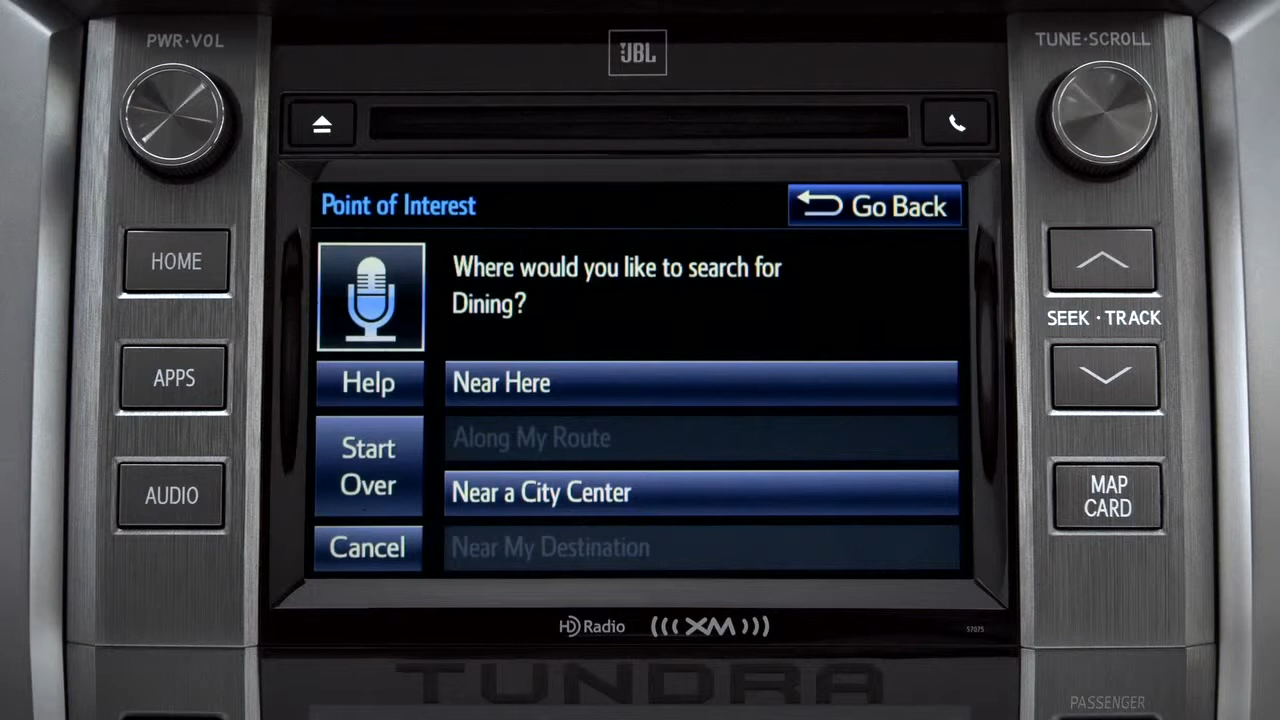 PWR·VOL
JBL
TUNE·SCROLL
Point of Interest
Go Back
HOME
Where would you like to search for
Dining?
SEEK · TRACK
APPS
Help
Near Here
Start
Over
Along My Route
AUDIO
Near a City Center
MAP
CARD
Cancel
Near My Destination
HD Radio
((( XM )))
57075
TUNDRA
PASSENGER